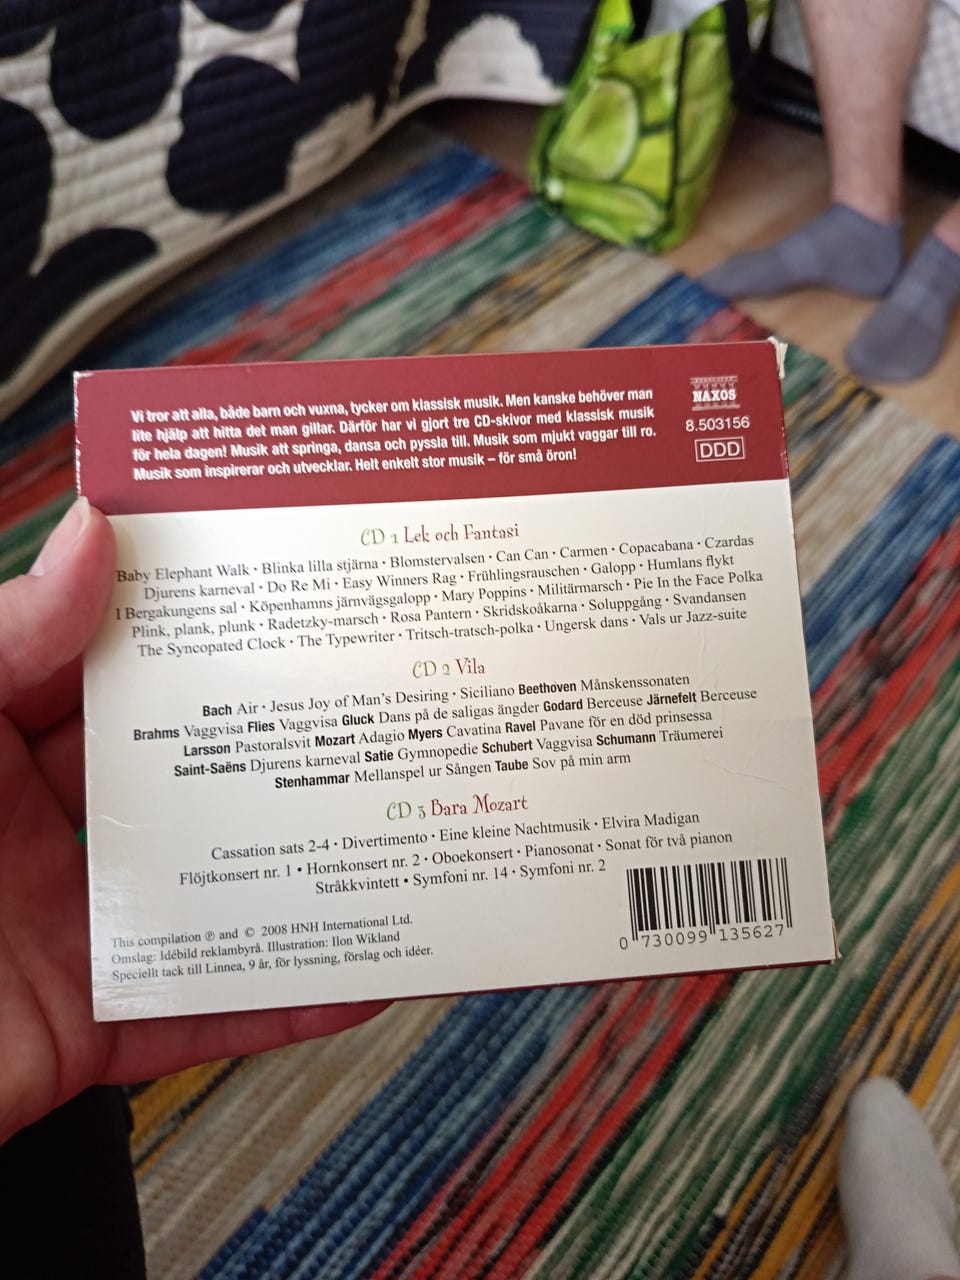 Vi tror att alla, både barn och vuxna, tycker om klassisk musik. Men kanske behöver man
lite hjälp att hitta det man gillar. Därför har vi gjort tre CD-skivor med klassisk musik
för hela dagen! Musik att springa, dansa och pyssla till. Musik som mjukt vaggar till ro.
Musik som inspirerar och utvecklar. Helt enkelt stor musik – för små öron!
NAXOS
8.503156
DDD
CD 1 Lek och Fantasi
Baby Elephant Walk · Blinka lilla stjärna · Blomstervalsen · Can Can · Carmen · Copacabana · Czardas
Djurens karneval · Do Re Mi · Easy Winners Rag · Frühlingsrauschen · Galopp · Humlans flykt
I Bergakungens sal · Köpenhamns järnvägsgalopp · Mary Poppins · Militärmarsch · Pie In the Face Polka
Plink, plank, plunk · Radetzky-marsch · Rosa Pantern · Skridskoåkarna · Soluppgång · Svandansen
The Syncopated Clock · The Typewriter · Tritsch-tratsch-polka · Ungersk dans · Vals ur Jazz-suite
CD 2 Vila
Bach Air · Jesus Joy of Man's Desiring · Siciliano Beethoven Månskenssonaten
Brahms Vaggvisa Flies Vaggvisa Gluck Dans på de saligas ängder Godard Berceuse Järnefelt Berceuse
Larsson Pastoralsvit Mozart Adagio Myers Cavatina Ravel Pavane för en död prinsessa
Saint-Saëns Djurens karneval Satie Gymnopedie Schubert Vaggvisa Schumann Träumerei
Stenhammar Mellanspel ur Sången Taube Sov på min arm
CD 3 Bara Mozart
Cassation sats 2-4 · Divertimento · Eine kleine Nachtmusik · Elvira Madigan
Flöjtkonsert nr. 1 • Hornkonsert nr. 2 · Oboekonsert · Pianosonat · Sonat för två pianon
Stråkkvintett • Symfoni nr. 14 · Symfoni nr. 2
This compilation ℗ and © 2008 HNH International Ltd.
Omslag: Idébild reklambyrå. Illustration: Ilon Wikland
Speciellt tack till Linnea, 9 år, för lyssning, förslag och idéer.
0 730099 135627